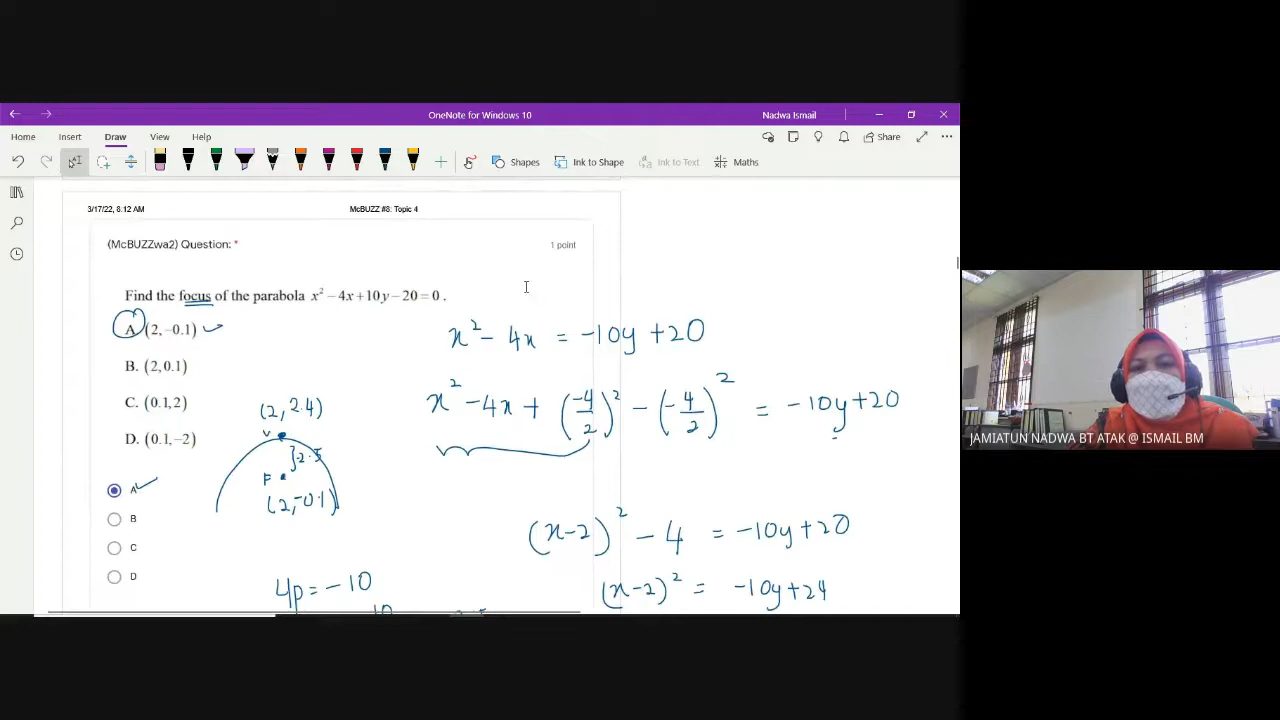 OneNote for Windows 10
Nadwa Ismail
Home Insert Draw View Help
Share
Shapes Ink to Shape Ink to Text Maths
3/17/22, 8.12 AM
McBUZZ #8: Topic 4
(McBUZZwa2) Question: *
1 point
Find the focus of the parabola x² − 4x + 10y − 20 = 0 .
A (2, −0.1)
B. (2, 0.1)
C. (0.1, 2)
D. (0.1, −2)
A
B
C
D
(2, 2.4)
V
2.5
F
(2, -0.1)
4p = -10
x² - 4x = -10y + 20
x² - 4x + (-4/2)² - (-4/2)² = -10y + 20
(x-2)² - 4 = -10y + 20
(x-2)² = -10y + 24
JAMIATUN NADWA BT ATAK @ ISMAIL BM